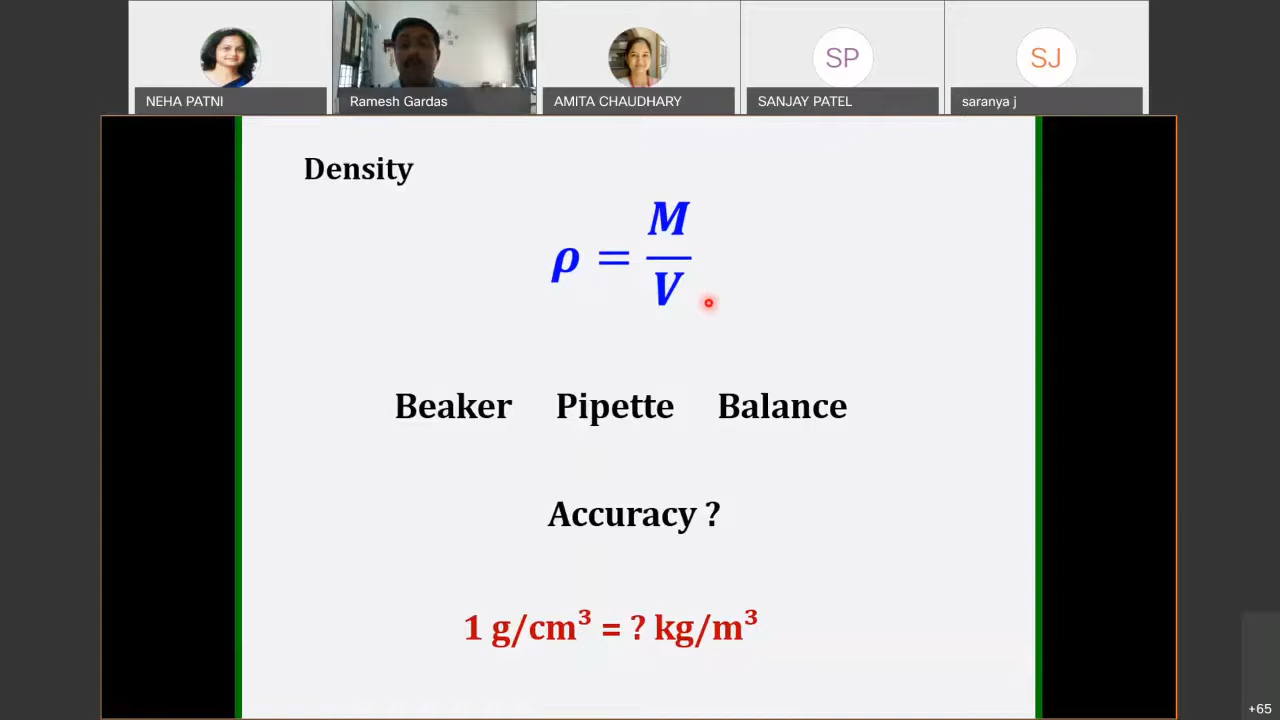 NEHA PATNI
Ramesh Gardas
AMITA CHAUDHARY
SP
SANJAY PATEL
SJ
saranya j
Density
ρ = M/V
Beaker Pipette Balance
Accuracy ?
1 g/cm³ = ? kg/m³
+65